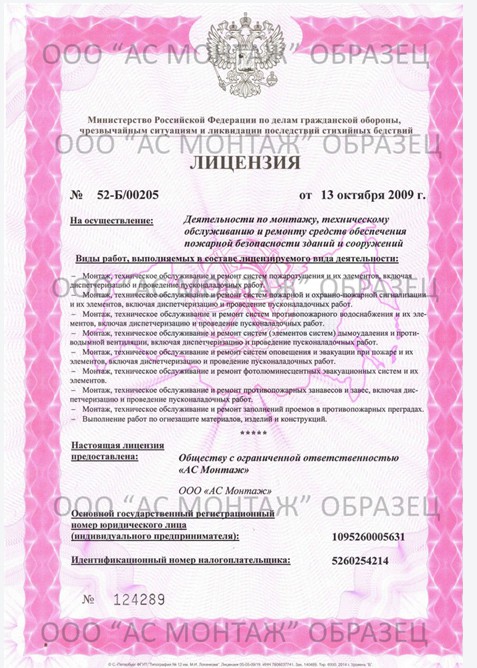 ООО "АС МОНТАЖ" ОБРАЗЕЦ
Министерство Российской Федерации по делам гражданской обороны,
чрезвычайным ситуациям и ликвидации последствий стихийных бедствий
ООО "АС МОНТАЖ" ОБРАЗЕЦ
ЛИЦЕНЗИЯ
№ 52-Б/00205 от 13 октября 2009 г.
На осуществление: Деятельности по монтажу, техническому
обслуживанию и ремонту средств обеспечения
пожарной безопасности зданий и сооружений
Виды работ, выполняемых в составе лицензируемого вида деятельности:
– Монтаж, техническое обслуживание и ремонт систем пожаротушения и их элементов, включая
диспетчеризацию и проведение пусконаладочных работ.
ООО "АС МОНТАЖ" ОБРАЗЕЦ
– Монтаж, техническое обслуживание и ремонт систем пожарной и охранно-пожарной сигнализации
и их элементов, включая диспетчеризацию и проведение пусконаладочных работ.
– Монтаж, техническое обслуживание и ремонт систем противопожарного водоснабжения и их эле-
ментов, включая диспетчеризацию и проведение пусконаладочных работ.
– Монтаж, техническое обслуживание и ремонт систем (элементов систем) дымоудаления и проти-
водымной вентиляции, включая диспетчеризацию и проведение пусконаладочных работ.
– Монтаж, техническое обслуживание и ремонт систем оповещения и эвакуации при пожаре и их
элементов, включая диспетчеризацию и проведение пусконаладочных работ.
– Монтаж, техническое обслуживание и ремонт фотолюминесцентных эвакуационных систем и их
элементов.
– Монтаж, техническое обслуживание и ремонт противопожарных занавесов и завес, включая дис-
петчеризацию и проведение пусконаладочных работ.
– Монтаж, техническое обслуживание и ремонт заполнений проемов в противопожарных преградах.
– Выполнение работ по огнезащите материалов, изделий и конструкций.
*****
Настоящая лицензия
предоставлена: Обществу с ограниченной ответственностью
«АС Монтаж»
ООО «АС Монтаж»
ООО "АС МОНТАЖ" ОБРАЗЕЦ
Основной государственный регистрационный
номер юридического лица
(индивидуального предпринимателя): 1095260005631
Идентификационный номер налогоплательщика: 5260254214
№ 124289
ООО "АС МОНТАЖ" ОБРАЗЕЦ